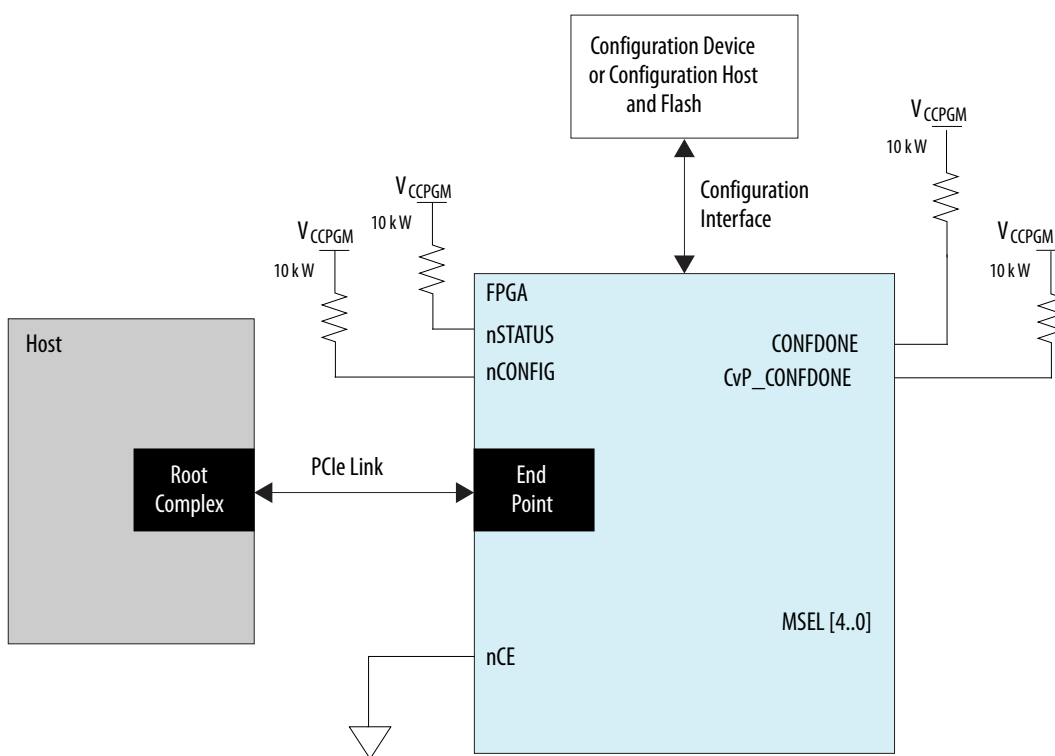 Configuration Device
or Configuration Host
and Flash
V CCPGM
10 k W
Configuration
Interface
V CCPGM
10 k W
V CCPGM
10 k W
V CCPGM
10 k W
FPGA
nSTATUS
nCONFIG
CONFDONE
CvP_CONFDONE
Host
Root
Complex
PCIe Link
End
Point
MSEL [4..0]
nCE